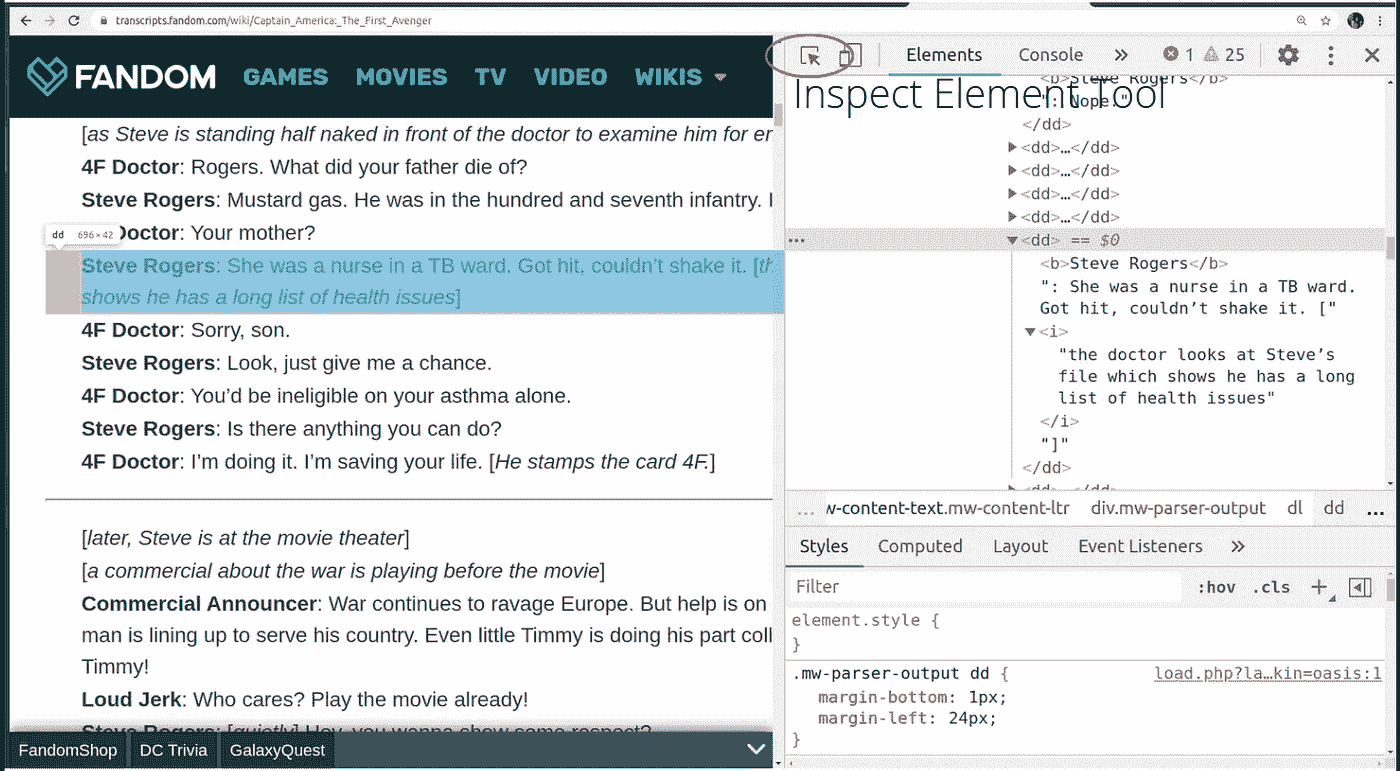 transcripts.fandom.com/wiki/Captain_America:_The_First_Avenger
FANDOM GAMES MOVIES TV VIDEO WIKIS
[as Steve is standing half naked in front of the doctor to examine him for
4F Doctor: Rogers. What did your father die of?
Steve Rogers: Mustard gas. He was in the hundred and seventh infantry. I
dd 696×42
Doctor: Your mother?
Steve Rogers: She was a nurse in a TB ward. Got hit, couldn’t shake it. [th
shows he has a long list of health issues]
4F Doctor: Sorry, son.
Steve Rogers: Look, just give me a chance.
4F Doctor: You’d be ineligible on your asthma alone.
Steve Rogers: Is there anything you can do?
4F Doctor: I’m doing it. I’m saving your life. [He stamps the card 4F.]
[later, Steve is at the movie theater]
[a commercial about the war is playing before the movie]
Commercial Announcer: War continues to ravage Europe. But help is on
man is lining up to serve his country. Even little Timmy is doing his part coll
Timmy!
Loud Jerk: Who cares? Play the movie already!
Steve Rogers: [quietly] Hey, you wanna show some respect?
FandomShop DC Trivia GalaxyQuest
Elements Console » 1 25
<b>Steve Rogers</b>
Inspect Element Tool
": Nope."
</dd>
<dd>…</dd>
<dd>…</dd>
<dd>…</dd>
<dd>…</dd>
... <dd> == $0
<b>Steve Rogers</b>
": She was a nurse in a TB ward.
Got hit, couldn’t shake it. ["
<i>
"the doctor looks at Steve’s
file which shows he has a long
list of health issues"
</i>
"]"
</dd>
<dd>…</dd>
... w-content-text.mw-content-ltr div.mw-parser-output dl dd ...
Styles Computed Layout Event Listeners »
Filter :hov .cls +
element.style {
}
.mw-parser-output dd { load.php?la…kin=oasis:1
margin-bottom: 1px;
margin-left: 24px;
}